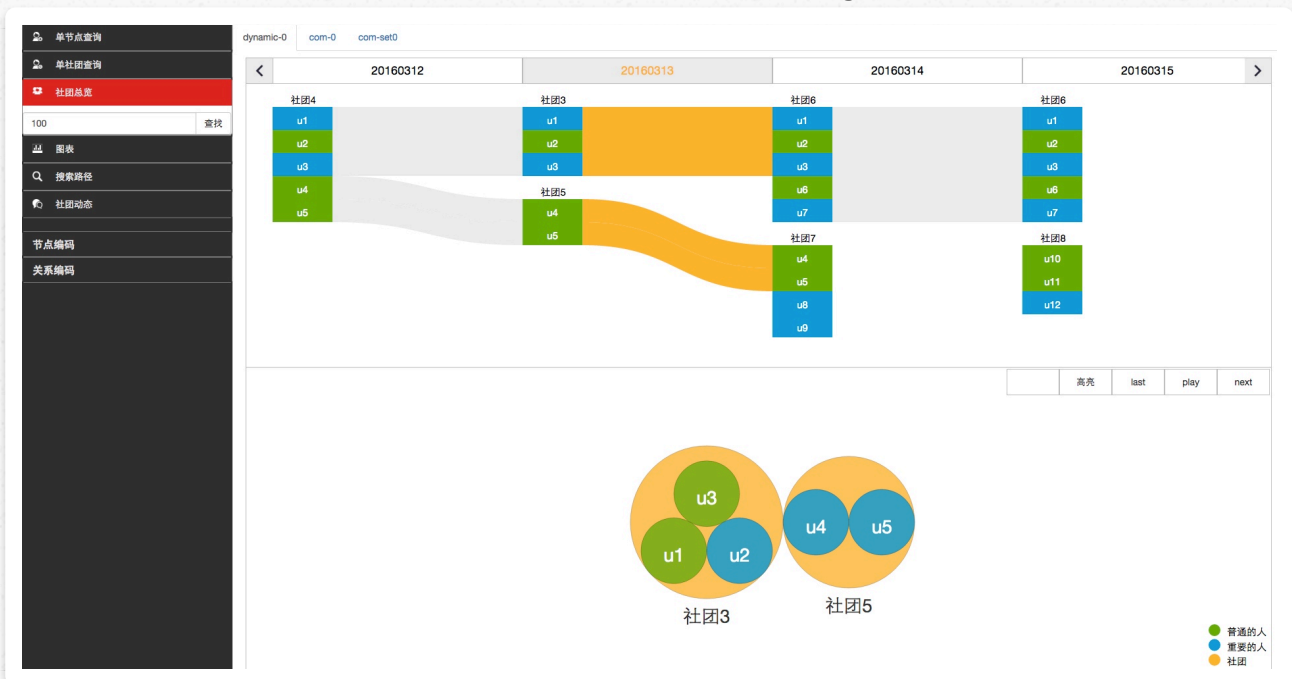 单节点查询
单社团查询
社团总览
100 查找
图表
搜索路径
社团动态
节点编码
关系编码
dynamic-0 com-0 com-set0
20160312 20160313 20160314 20160315
社团4
u1
u2
u3
u4
u5
社团3
u1
u2
u3
社团5
u4
u5
社团6
u1
u2
u3
u6
u7
社团7
u4
u5
u8
u9
社团6
u1
u2
u3
u6
u7
社团8
u10
u11
u12
高亮 last play next
u3
u1 u2
社团3
u4 u5
社团5
普通的人
重要的人
社团